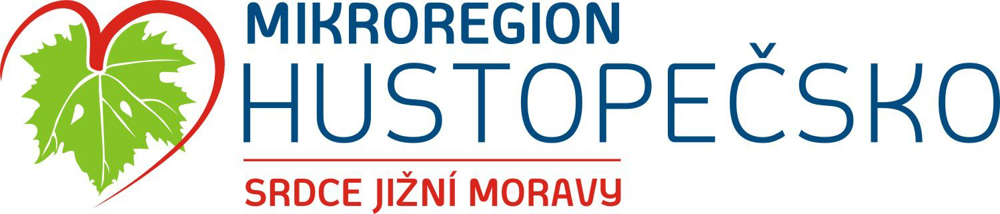 MIKROREGION
HUSTOPEČSKO
SRDCE JIŽNÍ MORAVY